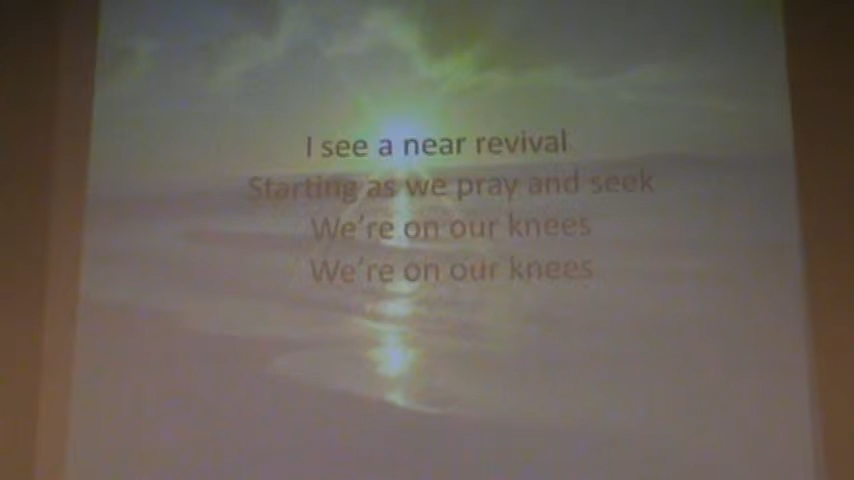 I see a near revival
Starting as we pray and seek
We're on our knees
We're on our knees